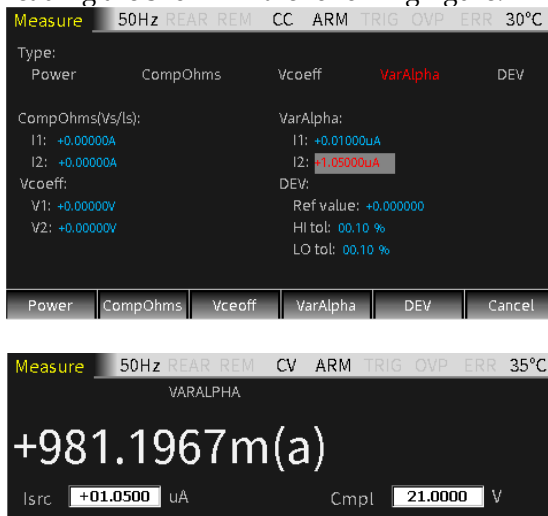 Measure 50Hz REAR REM CC ARM TRIG OVP ERR 30°C
Type:
Power CompOhms Vcoeff VarAlpha DEV
CompOhms(Vs/Is): VarAlpha:
I1: +0.00000A I1: +0.01000uA
I2: +0.00000A I2: +1.05000uA
Vcoeff: DEV:
V1: +0.00000V Ref value: +0.000000
V2: +0.00000V HI tol: 00.10 %
LO tol: 00.10 %
Power CompOhms Vceoff VarAlpha DEV Cancel
Measure 50Hz REAR REM CV ARM TRIG OVP ERR 35°C
VARALPHA
+981.1967m(a)
Isrc +01.0500 uA Cmpl 21.0000 V